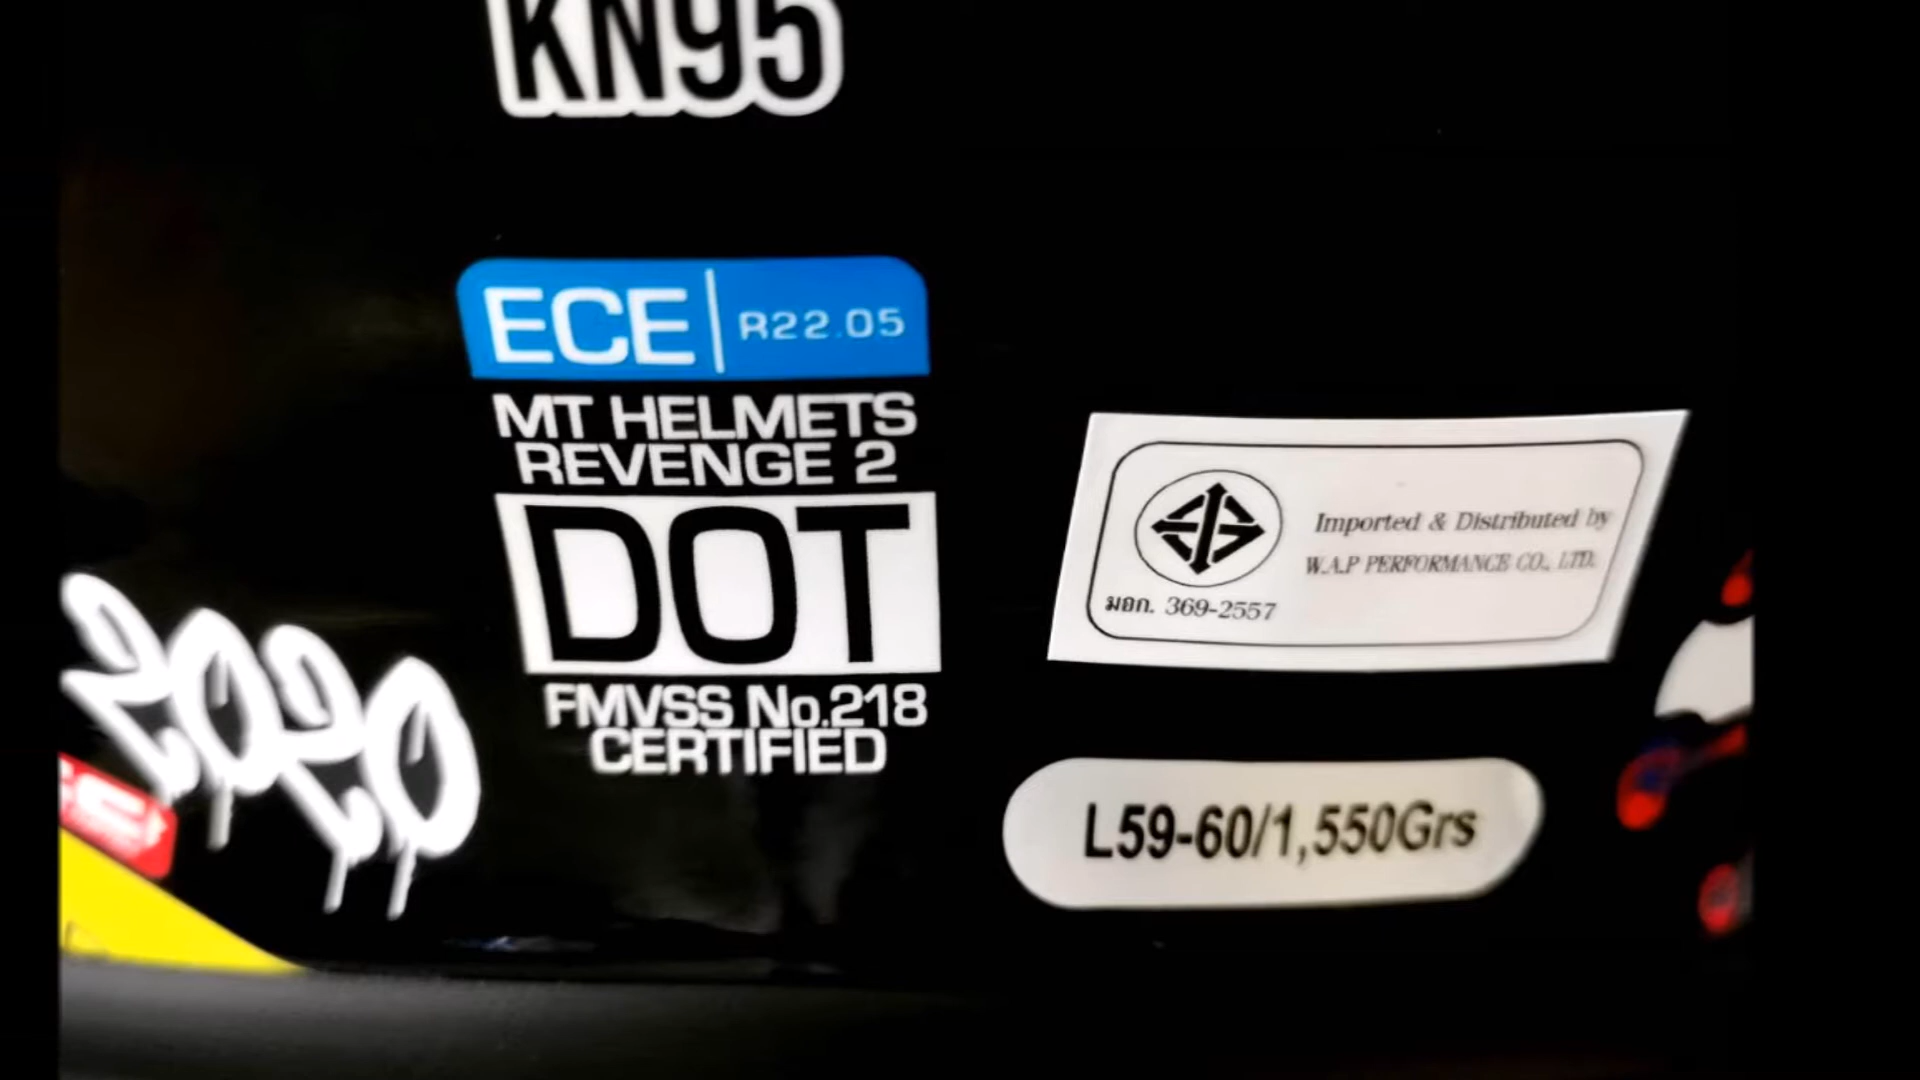 KN95
ECE R22.05
MT HELMETS
REVENGE 2
DOT
FMVSS No.218
CERTIFIED
Imported & Distributed by
W.A.P PERFORMANCE CO., LTD.
มอก. 369-2557
L59-60/1,550Grs
2020